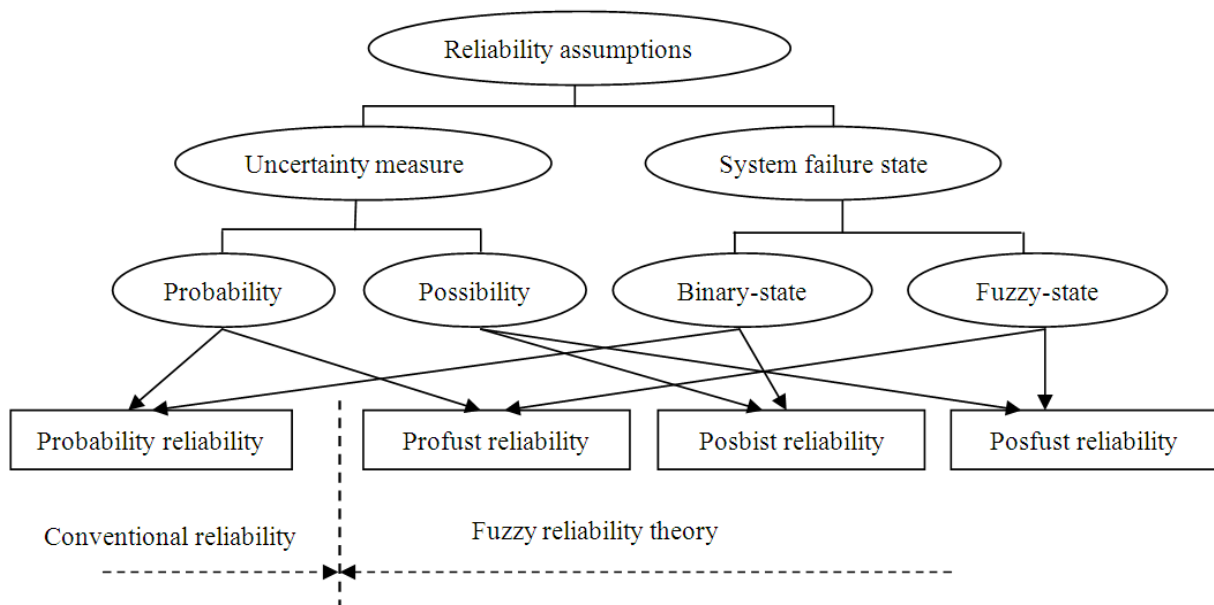 Reliability assumptions
Uncertainty measure
System failure state
Probability
Possibility
Binary-state
Fuzzy-state
Probability reliability
Profust reliability
Posbist reliability
Posfust reliability
Conventional reliability
Fuzzy reliability theory